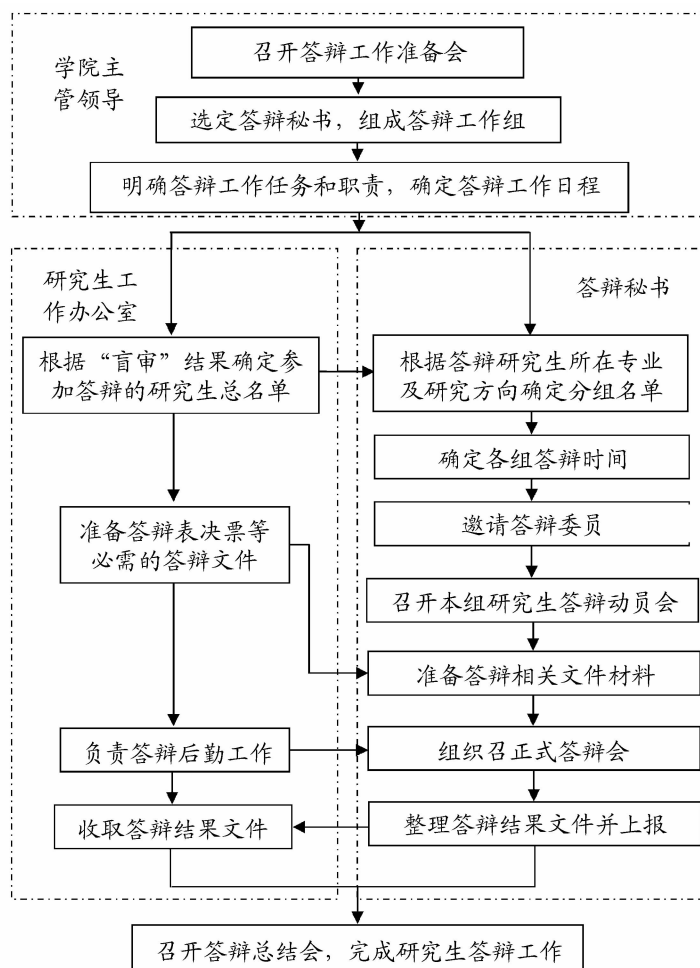 学院主
管领导
召开答辩工作准备会
选定答辩秘书，组成答辩工作组
明确答辩工作任务和职责，确定答辩工作日程
研究生工
作办公室
根据“盲审”结果确定参
加答辩的研究生总名单
准备答辩表决票等
必需的答辩文件
负责答辩后勤工作
收取答辩结果文件
答辩秘书
根据答辩研究生所在专业
及研究方向确定分组名单
确定各组答辩时间
邀请答辩委员
召开本组研究生答辩动员会
准备答辩相关文件材料
组织召正式答辩会
整理答辩结果文件并上报
召开答辩总结会，完成研究生答辩工作